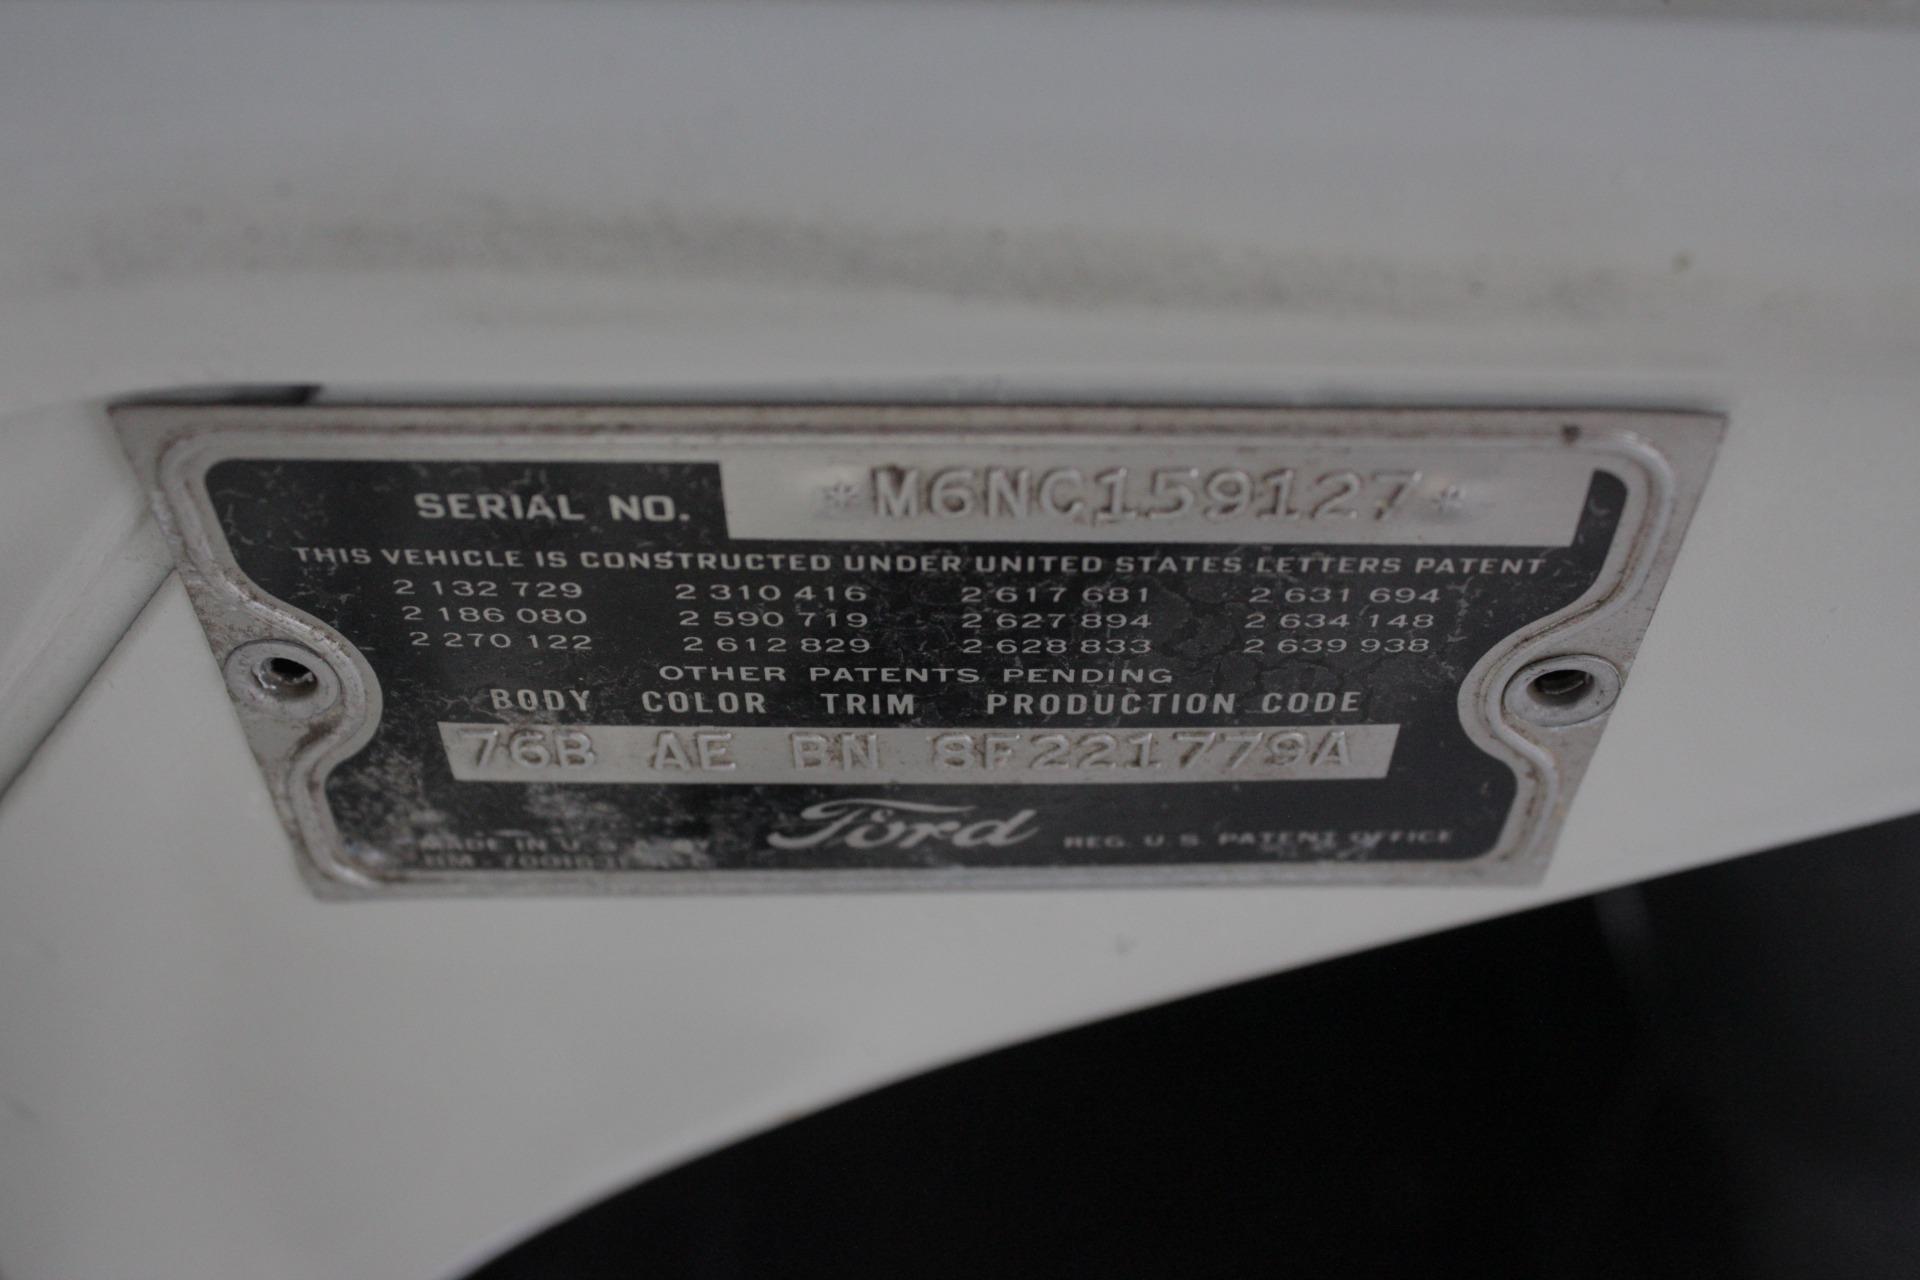 SERIAL NO. *M6NC159127*
THIS VEHICLE IS CONSTRUCTED UNDER UNITED STATES LETTERS PATENT
2 132 729 2 310 416 2 617 681 2 631 694
2 186 080 2 590 719 2 627 894 2 634 148
2 270 122 2 612 829 2 628 833 2 639 938
OTHER PATENTS PENDING
BODY COLOR TRIM PRODUCTION CODE
76B AE BN 8F221779A
MADE IN U.S.A. BY Ford REG. U.S. PATENT OFFICE